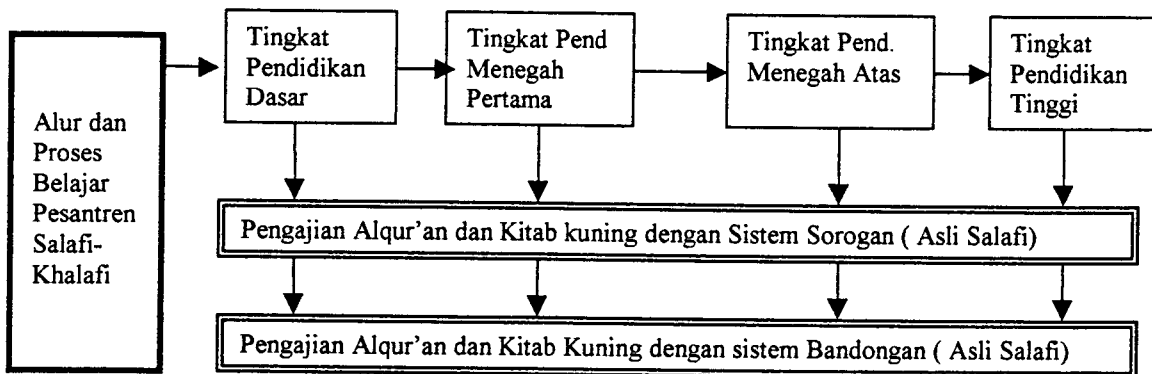 Alur dan
Proses
Belajar
Pesantren
Salafi-
Khalafi
Tingkat
Pendidikan
Dasar
Tingkat Pend
Menegah
Pertama
Tingkat Pend.
Menegah Atas
Tingkat
Pendidikan
Tinggi
Pengajian Alqur'an dan Kitab kuning dengan Sistem Sorogan ( Asli Salafi)
Pengajian Alqur'an dan Kitab Kuning dengan sistem Bandongan ( Asli Salafi)